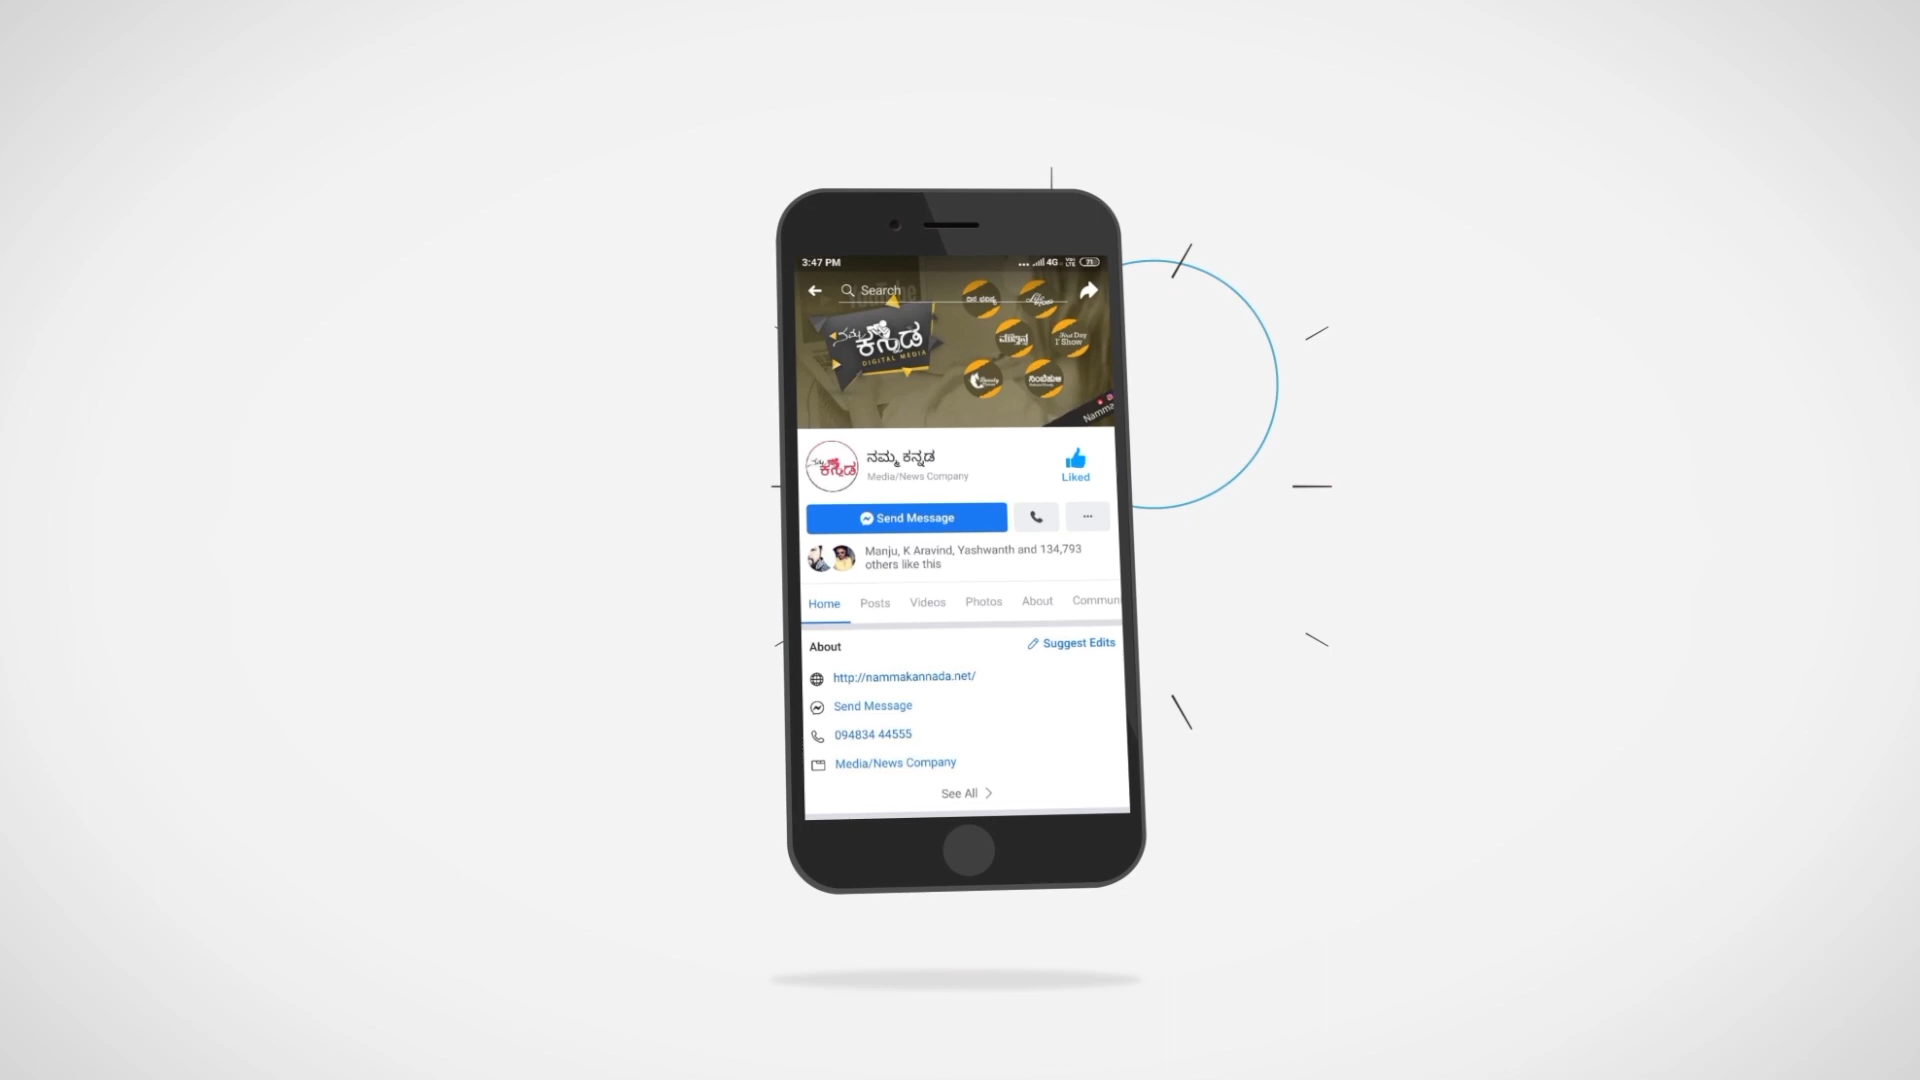 3:47 PM
4G
Search
ನಮ್ಮ
ಕನ್ನಡ
DIGITAL MEDIA
Namma
ನಮ್ಮ ಕನ್ನಡ
Media/News Company
Liked
Send Message
Manju, K Aravind, Yashwanth and 134,793
others like this
Home Posts Videos Photos About Commun
About
Suggest Edits
http://nammakannada.net/
Send Message
094834 44555
Media/News Company
See All